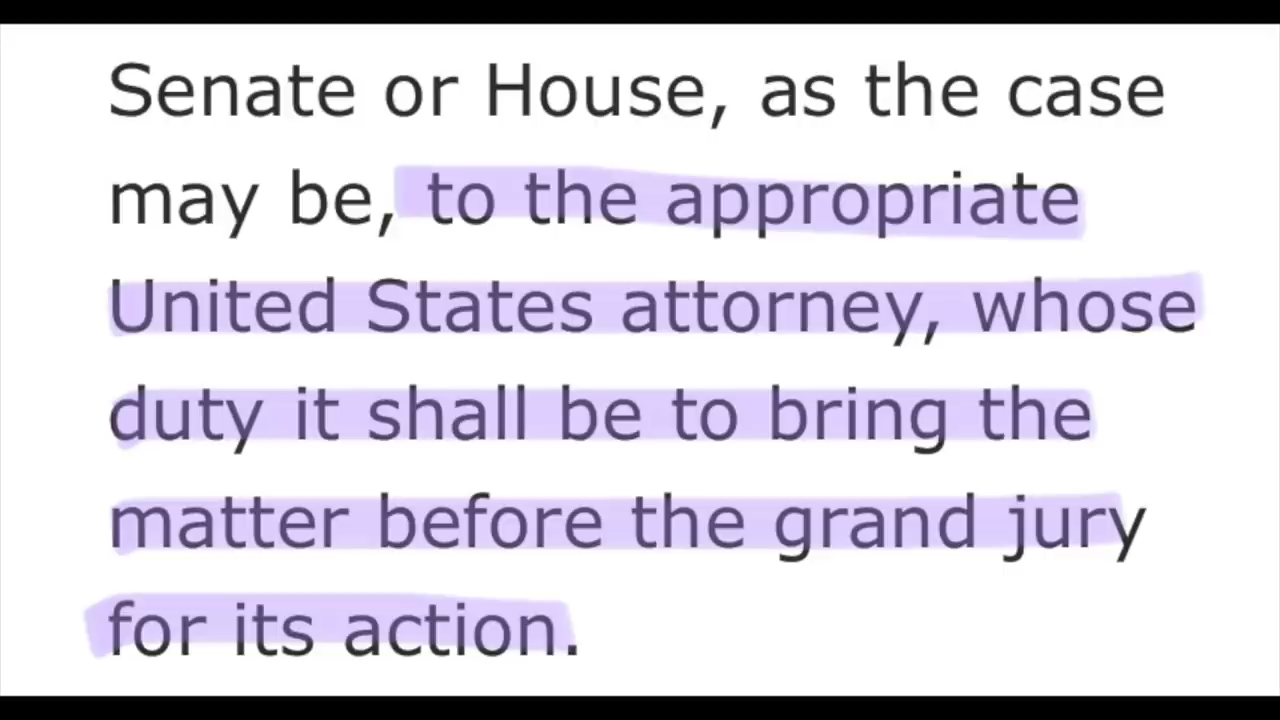 Senate or House, as the case
may be, to the appropriate
United States attorney, whose
duty it shall be to bring the
matter before the grand jury
for its action.